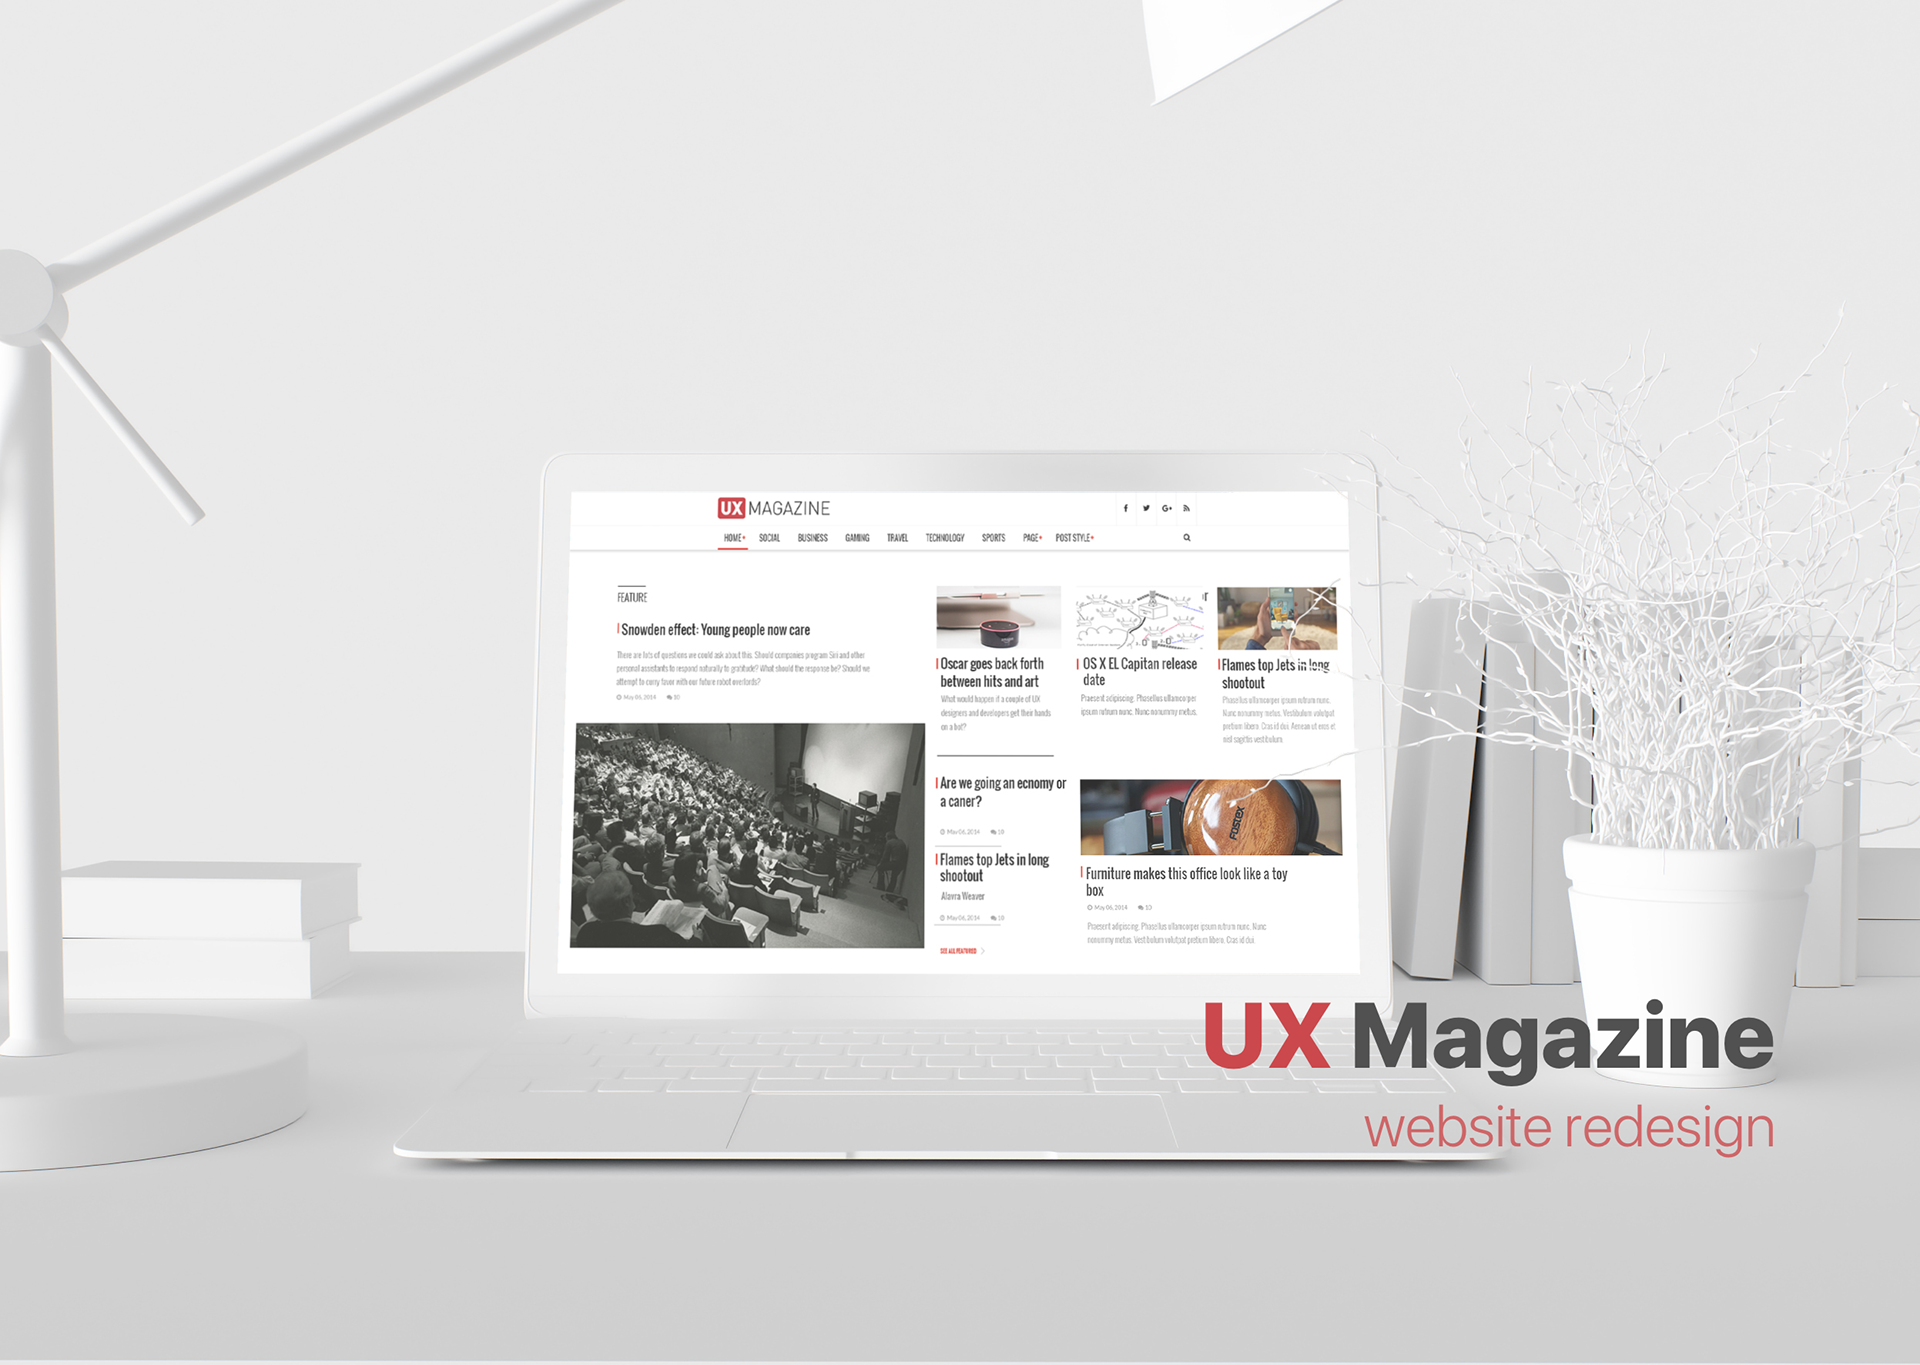 UX MAGAZINE
HOME SOCIAL BUSINESS GAMING TRAVEL TECHNOLOGY SPORTS PAGE POST STYLE
FEATURE
Snowden effect: Young people now care
There are lots of questions we could ask about this. Should companies program Siri and other
personal assistants to respond naturally to gratitude? What should the response be? Should we
attempt to curry favor with our future robot overlords?
May 06, 2014 10
Oscar goes back forth
between hits and art
What would happen if a couple of UX
designers and developers get their hands
on a bot?
OS X EL Capitan release
date
Praesent adipiscing. Phasellus ullamcorper
ipsum rutrum nunc. Nunc nonummy metus.
Flames top Jets in long
shootout
Phasellus ullamcorper ipsum rutrum nunc.
Nunc nonummy metus. Vestibulum volutpat
pretium libero. Cras id dui. Aenean ut eros et
nisl sagittis vestibulum.
Are we going an ecnomy or
a caner?
May 06, 2014 10
Flames top Jets in long
shootout
Alavra Weaver
May 06, 2014 10
SEE ALL FEATURED
FOSTEX
Furniture makes this office look like a toy
box
May 06, 2014 10
Praesent adipiscing. Phasellus ullamcorper ipsum rutrum nunc. Nunc
nonummy metus. Vestibulum volutpat pretium libero. Cras id dui.
UX Magazine
website redesign